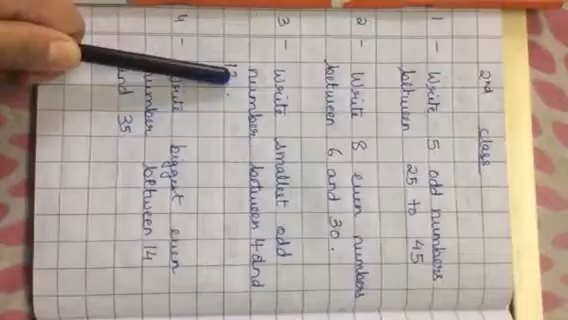 2nd class
1 - Write 5 odd numbers
between 25 to 45
2 - Write 8 even numbers
between 6 and 30.
3 - Write smallest odd
number between 4 and
4 - Write biggest even
number between 14
and 35